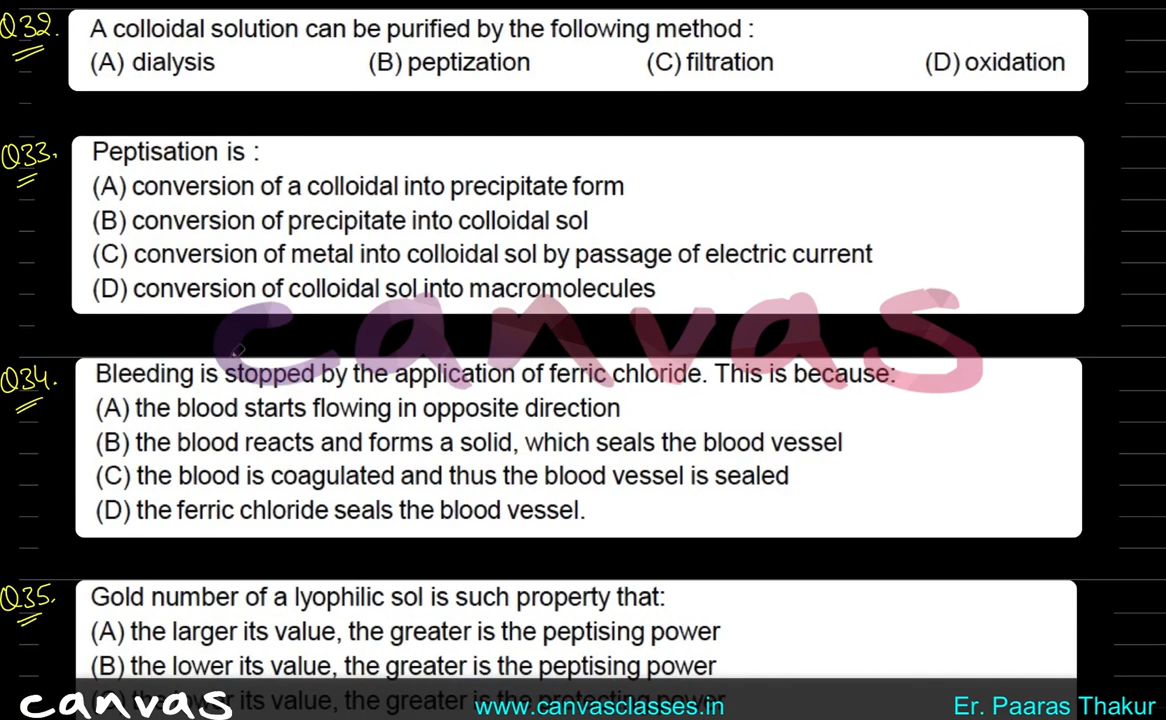 Q32.
A colloidal solution can be purified by the following method :
(A) dialysis (B) peptization (C) filtration (D) oxidation
Q33.
Peptisation is :
(A) conversion of a colloidal into precipitate form
(B) conversion of precipitate into colloidal sol
(C) conversion of metal into colloidal sol by passage of electric current
(D) conversion of colloidal sol into macromolecules
canvas
Q34.
Bleeding is stopped by the application of ferric chloride. This is because:
(A) the blood starts flowing in opposite direction
(B) the blood reacts and forms a solid, which seals the blood vessel
(C) the blood is coagulated and thus the blood vessel is sealed
(D) the ferric chloride seals the blood vessel.
Q35.
Gold number of a lyophilic sol is such property that:
(A) the larger its value, the greater is the peptising power
(B) the lower its value, the greater is the peptising power
(C) the lower its value, the greater is the protecting power
canvas www.canvasclasses.in Er. Paaras Thakur